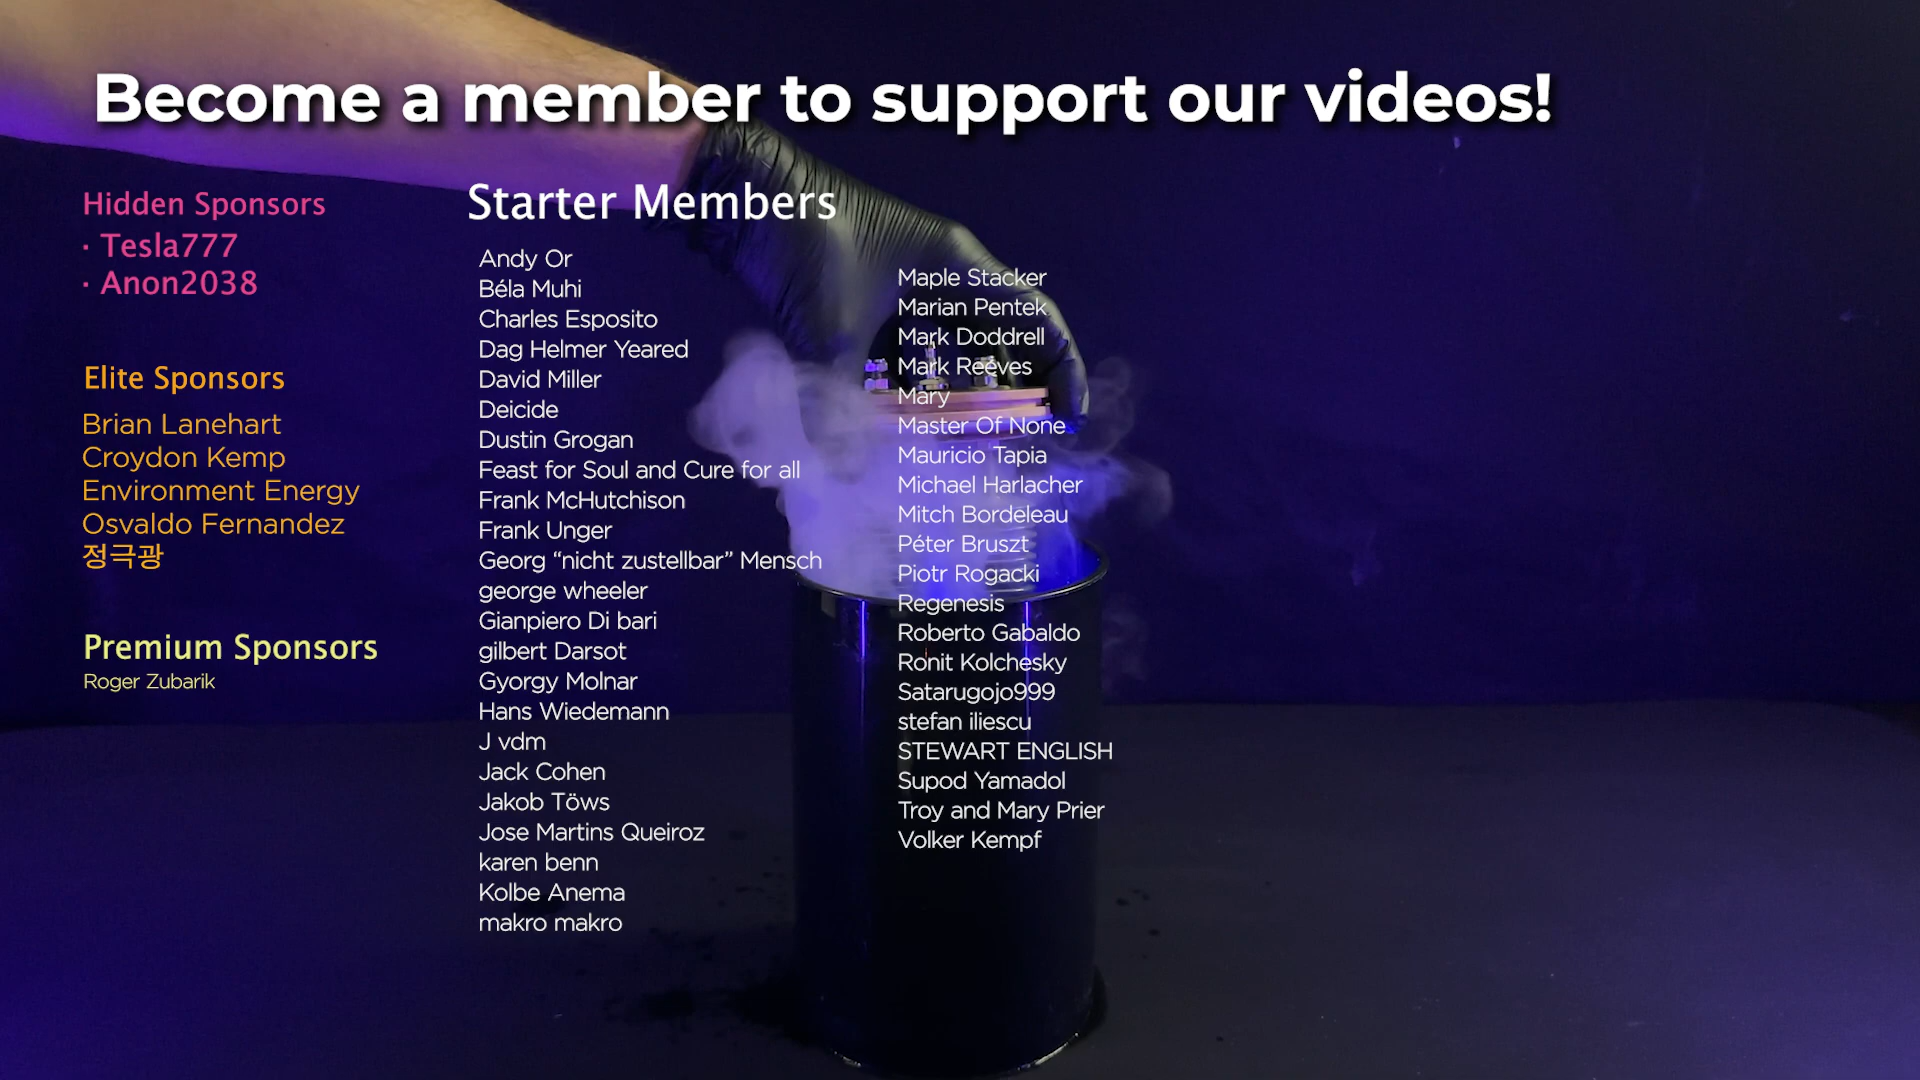 Become a member to support our videos!
Hidden Sponsors
· Tesla777
· Anon2038
Elite Sponsors
Brian Lanehart
Croydon Kemp
Environment Energy
Osvaldo Fernandez
정극광
Premium Sponsors
Roger Zubarik
Starter Members
Andy Or
Béla Muhi
Charles Esposito
Dag Helmer Yeared
David Miller
Deicide
Dustin Grogan
Feast for Soul and Cure for all
Frank McHutchison
Frank Unger
Georg “nicht zustellbar” Mensch
george wheeler
Gianpiero Di bari
gilbert Darsot
Gyorgy Molnar
Hans Wiedemann
J vdm
Jack Cohen
Jakob Töws
Jose Martins Queiroz
karen benn
Kolbe Anema
makro makro
Maple Stacker
Marian Pentek
Mark Doddrell
Mark Reeves
Mary
Master Of None
Mauricio Tapia
Michael Harlacher
Mitch Bordeleau
Péter Bruszt
Piotr Rogacki
Regenesis
Roberto Gabaldo
Ronit Kolchesky
Satarugojo999
stefan iliescu
STEWART ENGLISH
Supod Yamadol
Troy and Mary Prier
Volker Kempf